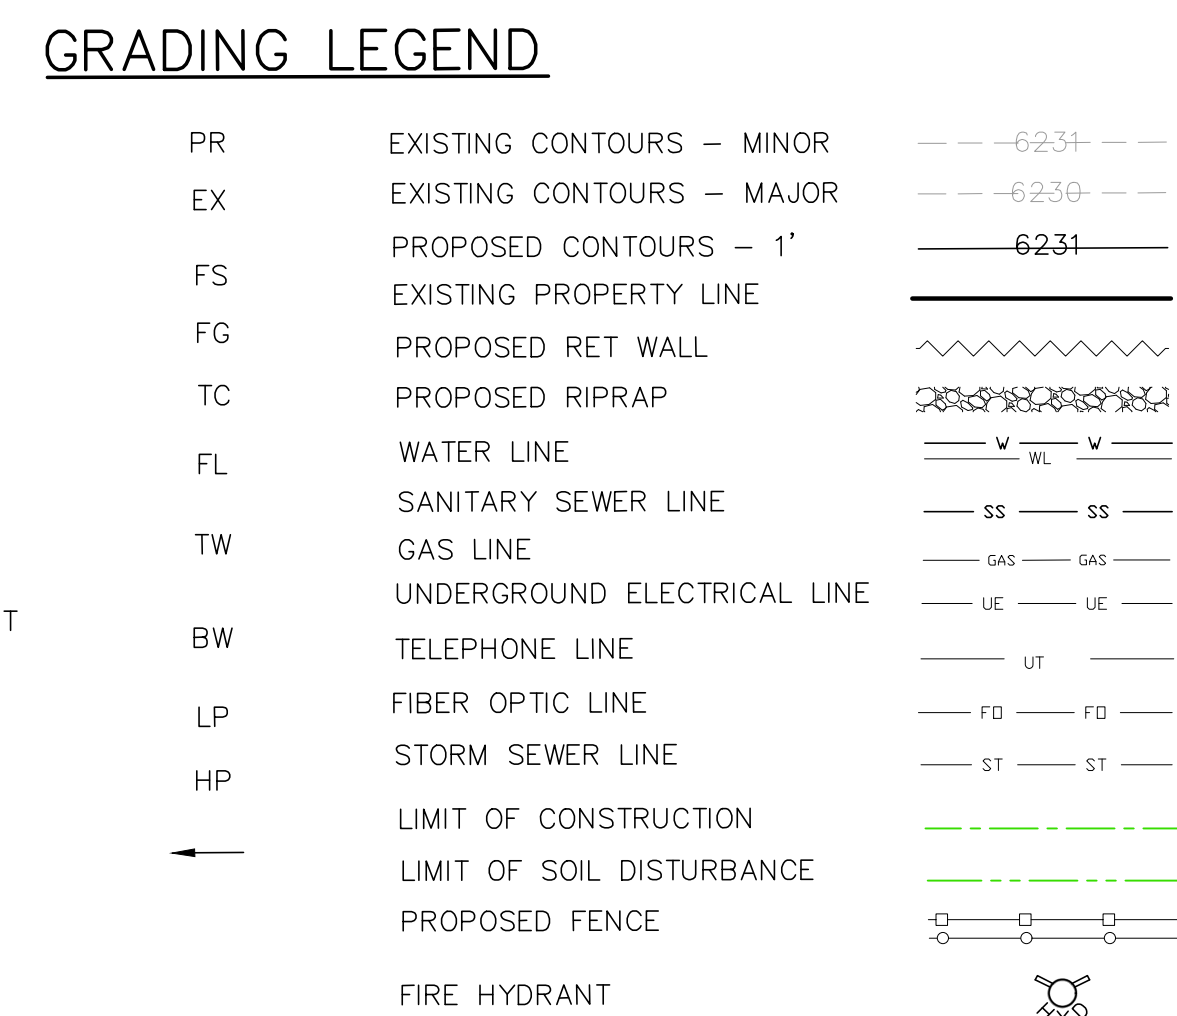 GRADING LEGEND
PR EXISTING CONTOURS – MINOR 6231
EX EXISTING CONTOURS – MAJOR 6230
PROPOSED CONTOURS – 1' 6231
FS EXISTING PROPERTY LINE
FG PROPOSED RET WALL
TC PROPOSED RIPRAP
WATER LINE W W
WL
FL
SANITARY SEWER LINE SS SS
TW GAS LINE GAS GAS
UNDERGROUND ELECTRICAL LINE UE UE
T
BW TELEPHONE LINE UT
LP FIBER OPTIC LINE FO FO
HP STORM SEWER LINE ST ST
LIMIT OF CONSTRUCTION
LIMIT OF SOIL DISTURBANCE
PROPOSED FENCE
FIRE HYDRANT HYD